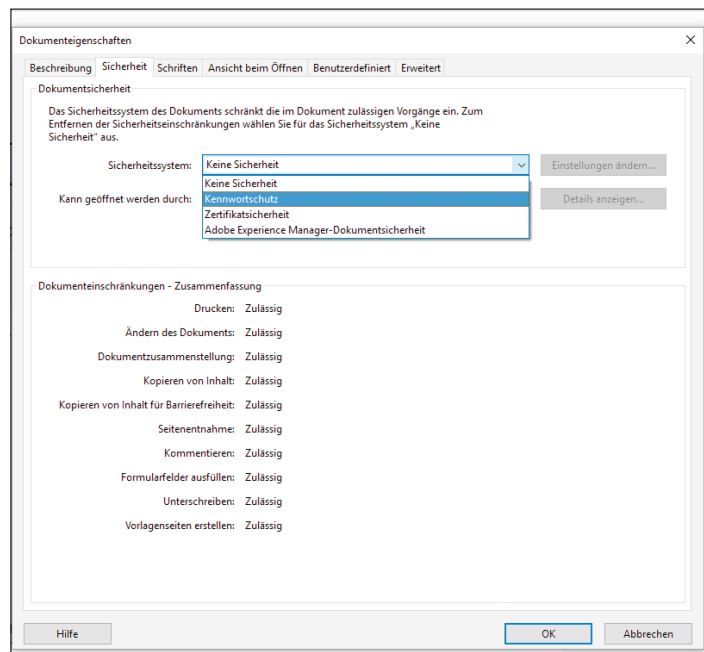 Dokumenteigenschaften
Beschreibung Sicherheit Schriften Ansicht beim Öffnen Benutzerdefiniert Erweitert
Dokumentsicherheit
Das Sicherheitssystem des Dokuments schränkt die im Dokument zulässigen Vorgänge ein. Zum
Entfernen der Sicherheitseinschränkungen wählen Sie für das Sicherheitssystem „Keine
Sicherheit" aus.
Sicherheitssystem: Keine Sicherheit Einstellungen ändern...
Keine Sicherheit
Kann geöffnet werden durch: Kennwortschutz Details anzeigen...
Zertifikatsicherheit
Adobe Experience Manager-Dokumentsicherheit
Dokumenteinschränkungen - Zusammenfassung
Drucken: Zulässig
Ändern des Dokuments: Zulässig
Dokumentzusammenstellung: Zulässig
Kopieren von Inhalt: Zulässig
Kopieren von Inhalt für Barrierefreiheit: Zulässig
Seitenentnahme: Zulässig
Kommentieren: Zulässig
Formularfelder ausfüllen: Zulässig
Unterschreiben: Zulässig
Vorlagenseiten erstellen: Zulässig
Hilfe OK Abbrechen